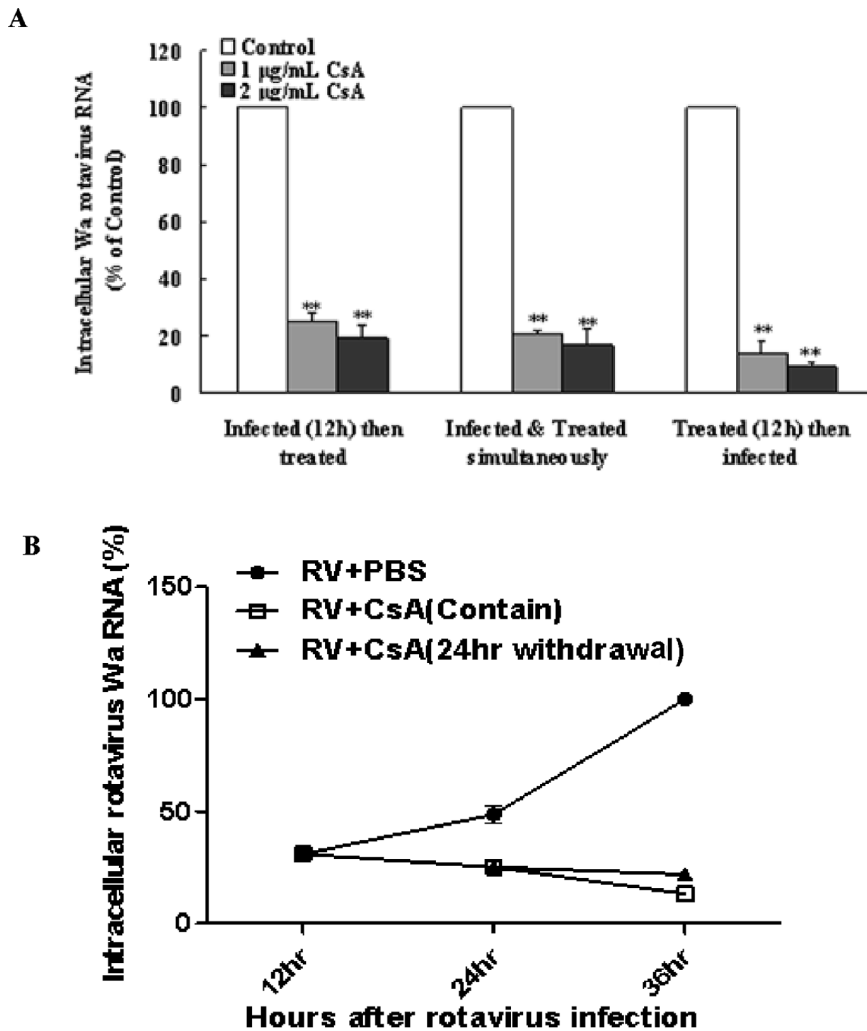 A
Control
1 µg/mL CsA
2 µg/mL CsA
Intracellular Wa rotavirus RNA
(% of Control)
120
100
80
60
40
20
0
**
**
**
**
**
**
Infected (12h) then
treated
Infected & Treated
simultaneously
Treated (12h) then
infected
B
RV+PBS
RV+CsA(Contain)
RV+CsA(24hr withdrawal)
Intracellular rotavirus Wa RNA (%)
150
100
50
0
12hr
24hr
36hr
Hours after rotavirus infection